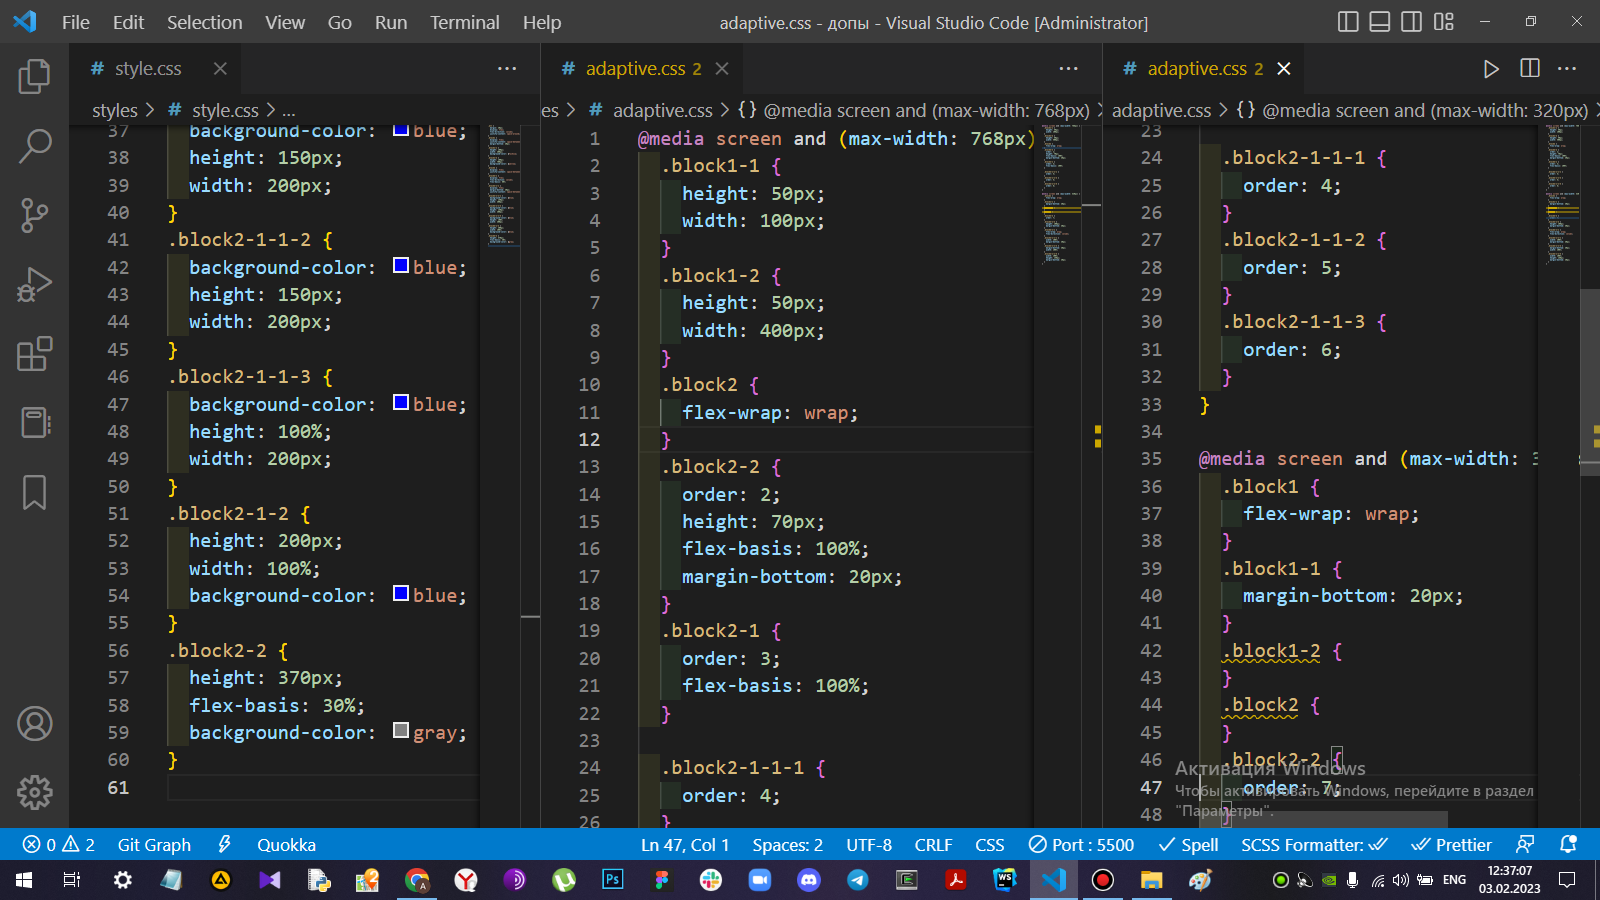 File Edit Selection View Go Run Terminal Help
adaptive.css - допы - Visual Studio Code [Administrator]
# style.css
# adaptive.css 2
# adaptive.css 2
styles > # style.css > ...
es > # adaptive.css > {} @media screen and (max-width: 768px) >
adaptive.css > {} @media screen and (max-width: 320px) >
37 background-color: blue;
38 height: 150px;
39 width: 200px;
40 }
41 .block2-1-1-2 {
42 background-color: blue;
43 height: 150px;
44 width: 200px;
45 }
46 .block2-1-1-3 {
47 background-color: blue;
48 height: 100%;
49 width: 200px;
50 }
51 .block2-1-2 {
52 height: 200px;
53 width: 100%;
54 background-color: blue;
55 }
56 .block2-2 {
57 height: 370px;
58 flex-basis: 30%;
59 background-color: gray;
60 }
61
1 @media screen and (max-width: 768px)
2 .block1-1 {
3 height: 50px;
4 width: 100px;
5 }
6 .block1-2 {
7 height: 50px;
8 width: 400px;
9 }
10 .block2 {
11 flex-wrap: wrap;
12 }
13 .block2-2 {
14 order: 2;
15 height: 70px;
16 flex-basis: 100%;
17 margin-bottom: 20px;
18 }
19 .block2-1 {
20 order: 3;
21 flex-basis: 100%;
22 }
23
24 .block2-1-1-1 {
25 order: 4;
26 }
23
24 .block2-1-1-1 {
25 order: 4;
26 }
27 .block2-1-1-2 {
28 order: 5;
29 }
30 .block2-1-1-3 {
31 order: 6;
32 }
33 }
34
35 @media screen and (max-width: 3
36 .block1 {
37 flex-wrap: wrap;
38 }
39 .block1-1 {
40 margin-bottom: 20px;
41 }
42 .block1-2 {
43 }
44 .block2 {
45 }
46 .block2-2 {
47 order: 7;
48 }
Активация Windows
Чтобы активировать Windows, перейдите в раздел
"Параметры".
0 2 Git Graph Quokka Ln 47, Col 1 Spaces: 2 UTF-8 CRLF CSS Port : 5500 Spell SCSS Formatter: Prettier
Ps
WS
ENG
12:37:07
03.02.2023